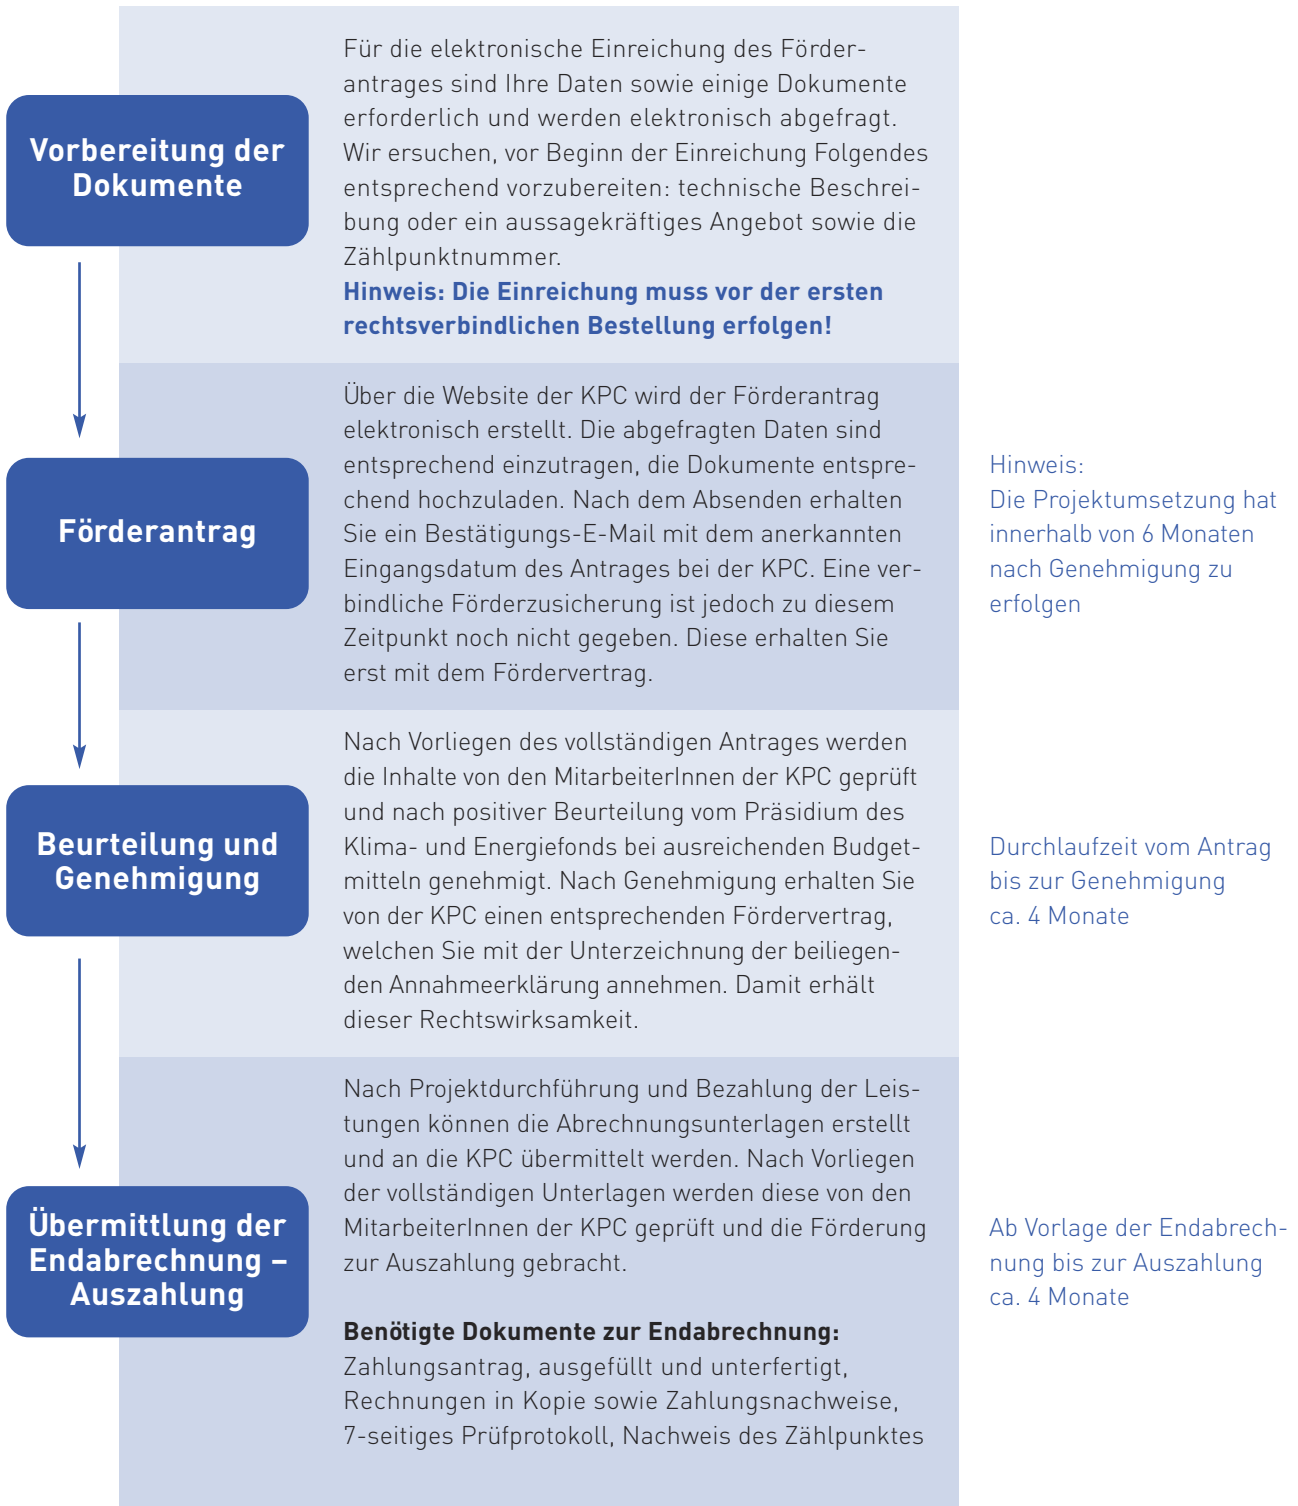 Vorbereitung der
Dokumente
Für die elektronische Einreichung des Förder-
antrages sind Ihre Daten sowie einige Dokumente
erforderlich und werden elektronisch abgefragt.
Wir ersuchen, vor Beginn der Einreichung Folgendes
entsprechend vorzubereiten: technische Beschrei-
bung oder ein aussagekräftiges Angebot sowie die
Zählpunktnummer.
Hinweis: Die Einreichung muss vor der ersten
rechtsverbindlichen Bestellung erfolgen!
Förderantrag
Über die Website der KPC wird der Förderantrag
elektronisch erstellt. Die abgefragten Daten sind
entsprechend einzutragen, die Dokumente entspre-
chend hochzuladen. Nach dem Absenden erhalten
Sie ein Bestätigungs-E-Mail mit dem anerkannten
Eingangsdatum des Antrages bei der KPC. Eine ver-
bindliche Förderzusicherung ist jedoch zu diesem
Zeitpunkt noch nicht gegeben. Diese erhalten Sie
erst mit dem Fördervertrag.
Hinweis:
Die Projektumsetzung hat
innerhalb von 6 Monaten
nach Genehmigung zu
erfolgen
Beurteilung und
Genehmigung
Nach Vorliegen des vollständigen Antrages werden
die Inhalte von den MitarbeiterInnen der KPC geprüft
und nach positiver Beurteilung vom Präsidium des
Klima- und Energiefonds bei ausreichenden Budget-
mitteln genehmigt. Nach Genehmigung erhalten Sie
von der KPC einen entsprechenden Fördervertrag,
welchen Sie mit der Unterzeichnung der beiliegen-
den Annahmeerklärung annehmen. Damit erhält
dieser Rechtswirksamkeit.
Durchlaufzeit vom Antrag
bis zur Genehmigung
ca. 4 Monate
Übermittlung der
Endabrechnung –
Auszahlung
Nach Projektdurchführung und Bezahlung der Leis-
tungen können die Abrechnungsunterlagen erstellt
und an die KPC übermittelt werden. Nach Vorliegen
der vollständigen Unterlagen werden diese von den
MitarbeiterInnen der KPC geprüft und die Förderung
zur Auszahlung gebracht.
Benötigte Dokumente zur Endabrechnung:
Zahlungsantrag, ausgefüllt und unterfertigt,
Rechnungen in Kopie sowie Zahlungsnachweise,
7-seitiges Prüfprotokoll, Nachweis des Zählpunktes
Ab Vorlage der Endabrech-
nung bis zur Auszahlung
ca. 4 Monate